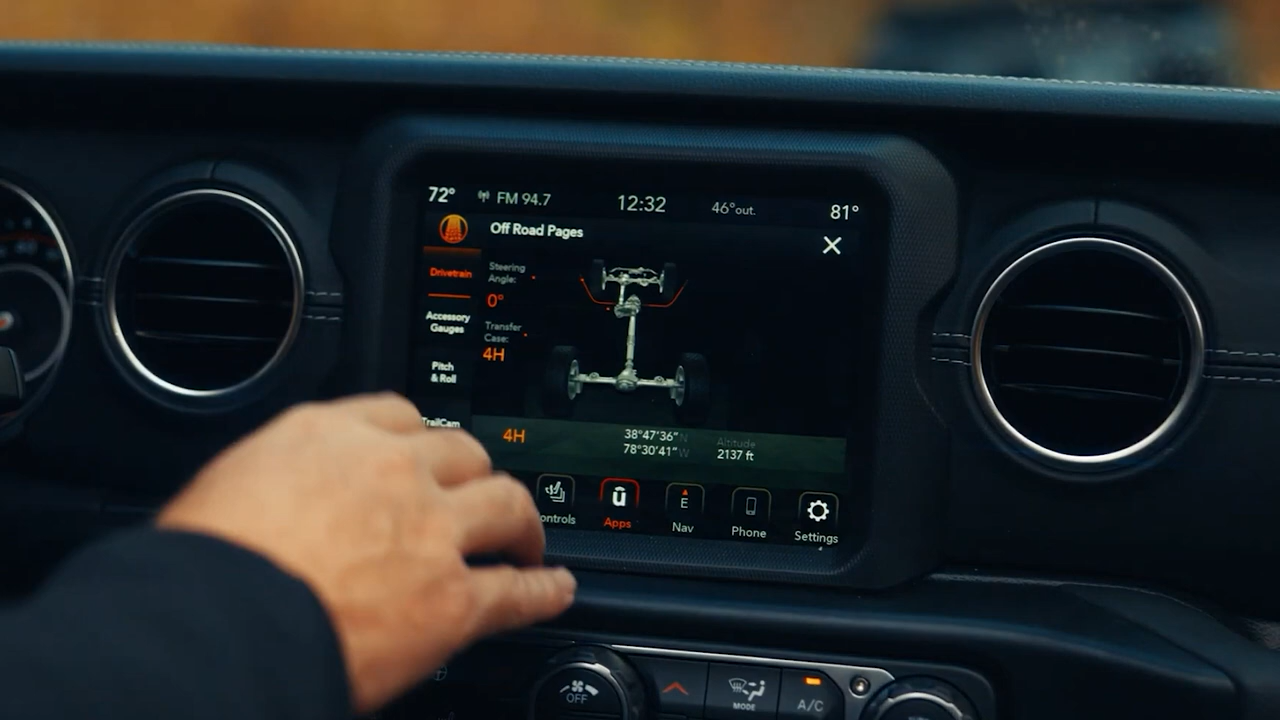 72°
FM 94.7
12:32
46°out.
81°
Off Road Pages
Drivetrain
Steering
Angle:
0°
Accessory
Gauges
Transfer
Case:
4H
Pitch
& Roll
TrailCam
4H
38°47'36"N
78°30'41"W
Altitude
2137 ft
ontrols
û
Apps
E
Nav
Phone
Settings
OFF
MODE
A/C